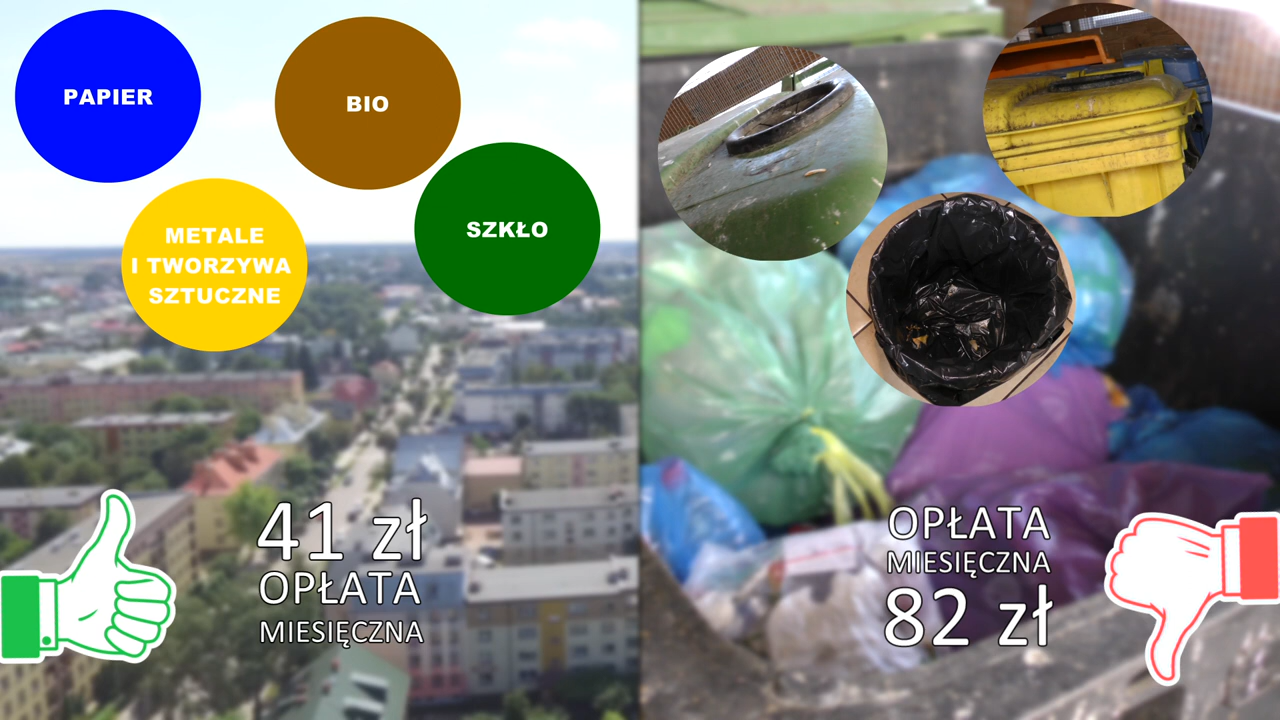 PAPIER
BIO
SZKŁO
METALE
I TWORZYWA
SZTUCZNE
41 zł
OPŁATA
MIESIĘCZNA
OPŁATA
MIESIĘCZNA
82 zł